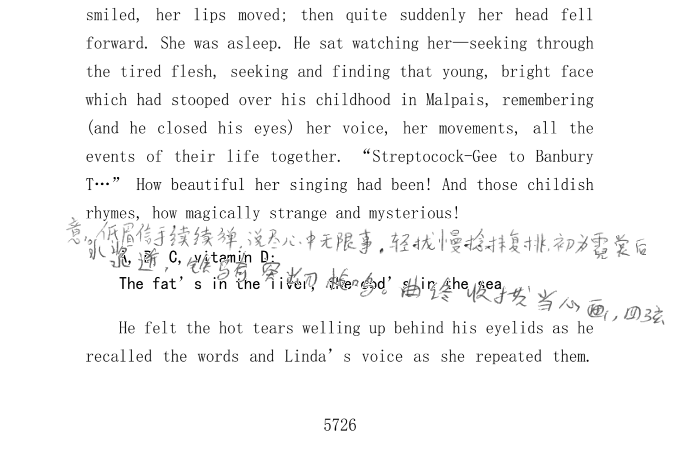 smiled, her lips moved; then quite suddenly her head fell
forward. She was asleep. He sat watching her—seeking through
the tired flesh, seeking and finding that young, bright face
which had stooped over his childhood in Malpais, remembering
(and he closed his eyes) her voice, her movements, all the
events of their life together. “Streptocock-Gee to Banbury
T…” How beautiful her singing had been! And those childish
rhymes, how magically strange and mysterious!
意。低眉信手续续弹,说尽心中无限事。轻拢慢捻抹复挑,初为霓裳后
C, vitamin D:
The fat’s in the liver, the cod’s in the sea.
突出刀 鸣。曲终收拨当心画,四弦
He felt the hot tears welling up behind his eyelids as he
recalled the words and Linda’s voice as she repeated them.
5726